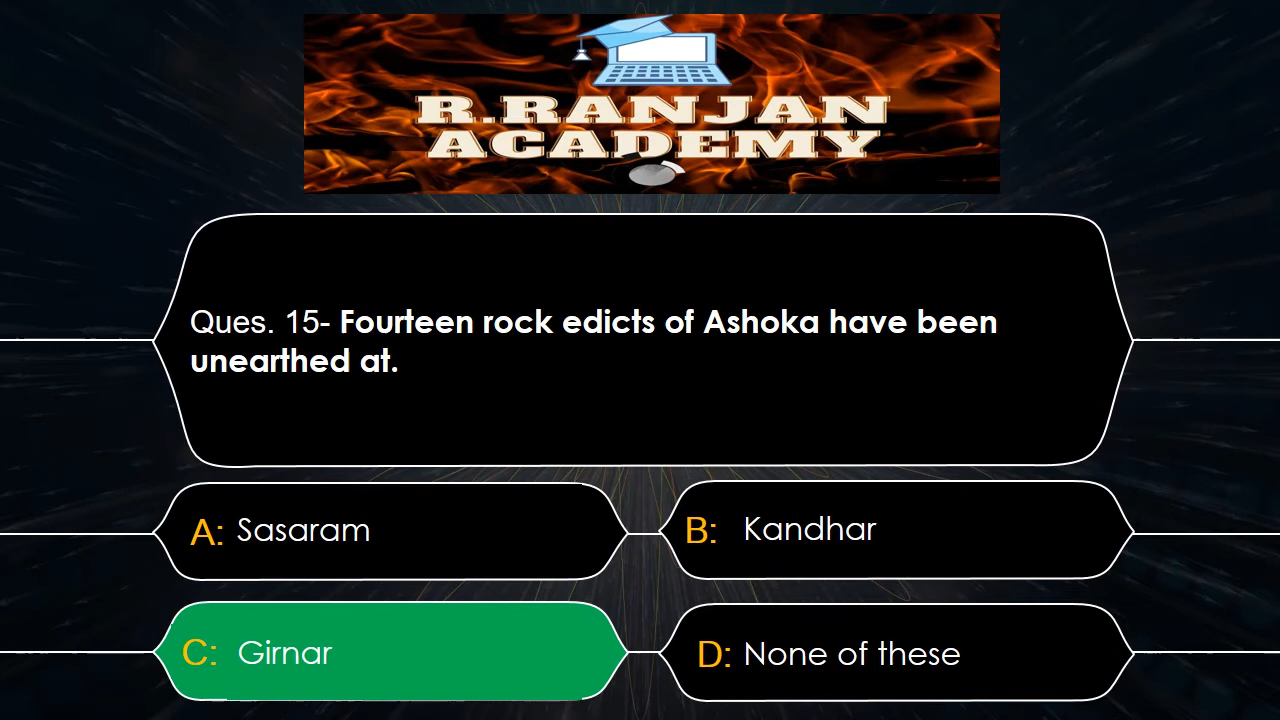 R.RANJAN
ACADEMY
Ques. 15- Fourteen rock edicts of Ashoka have been
unearthed at.
A: Sasaram
B: Kandhar
C: Girnar
D: None of these